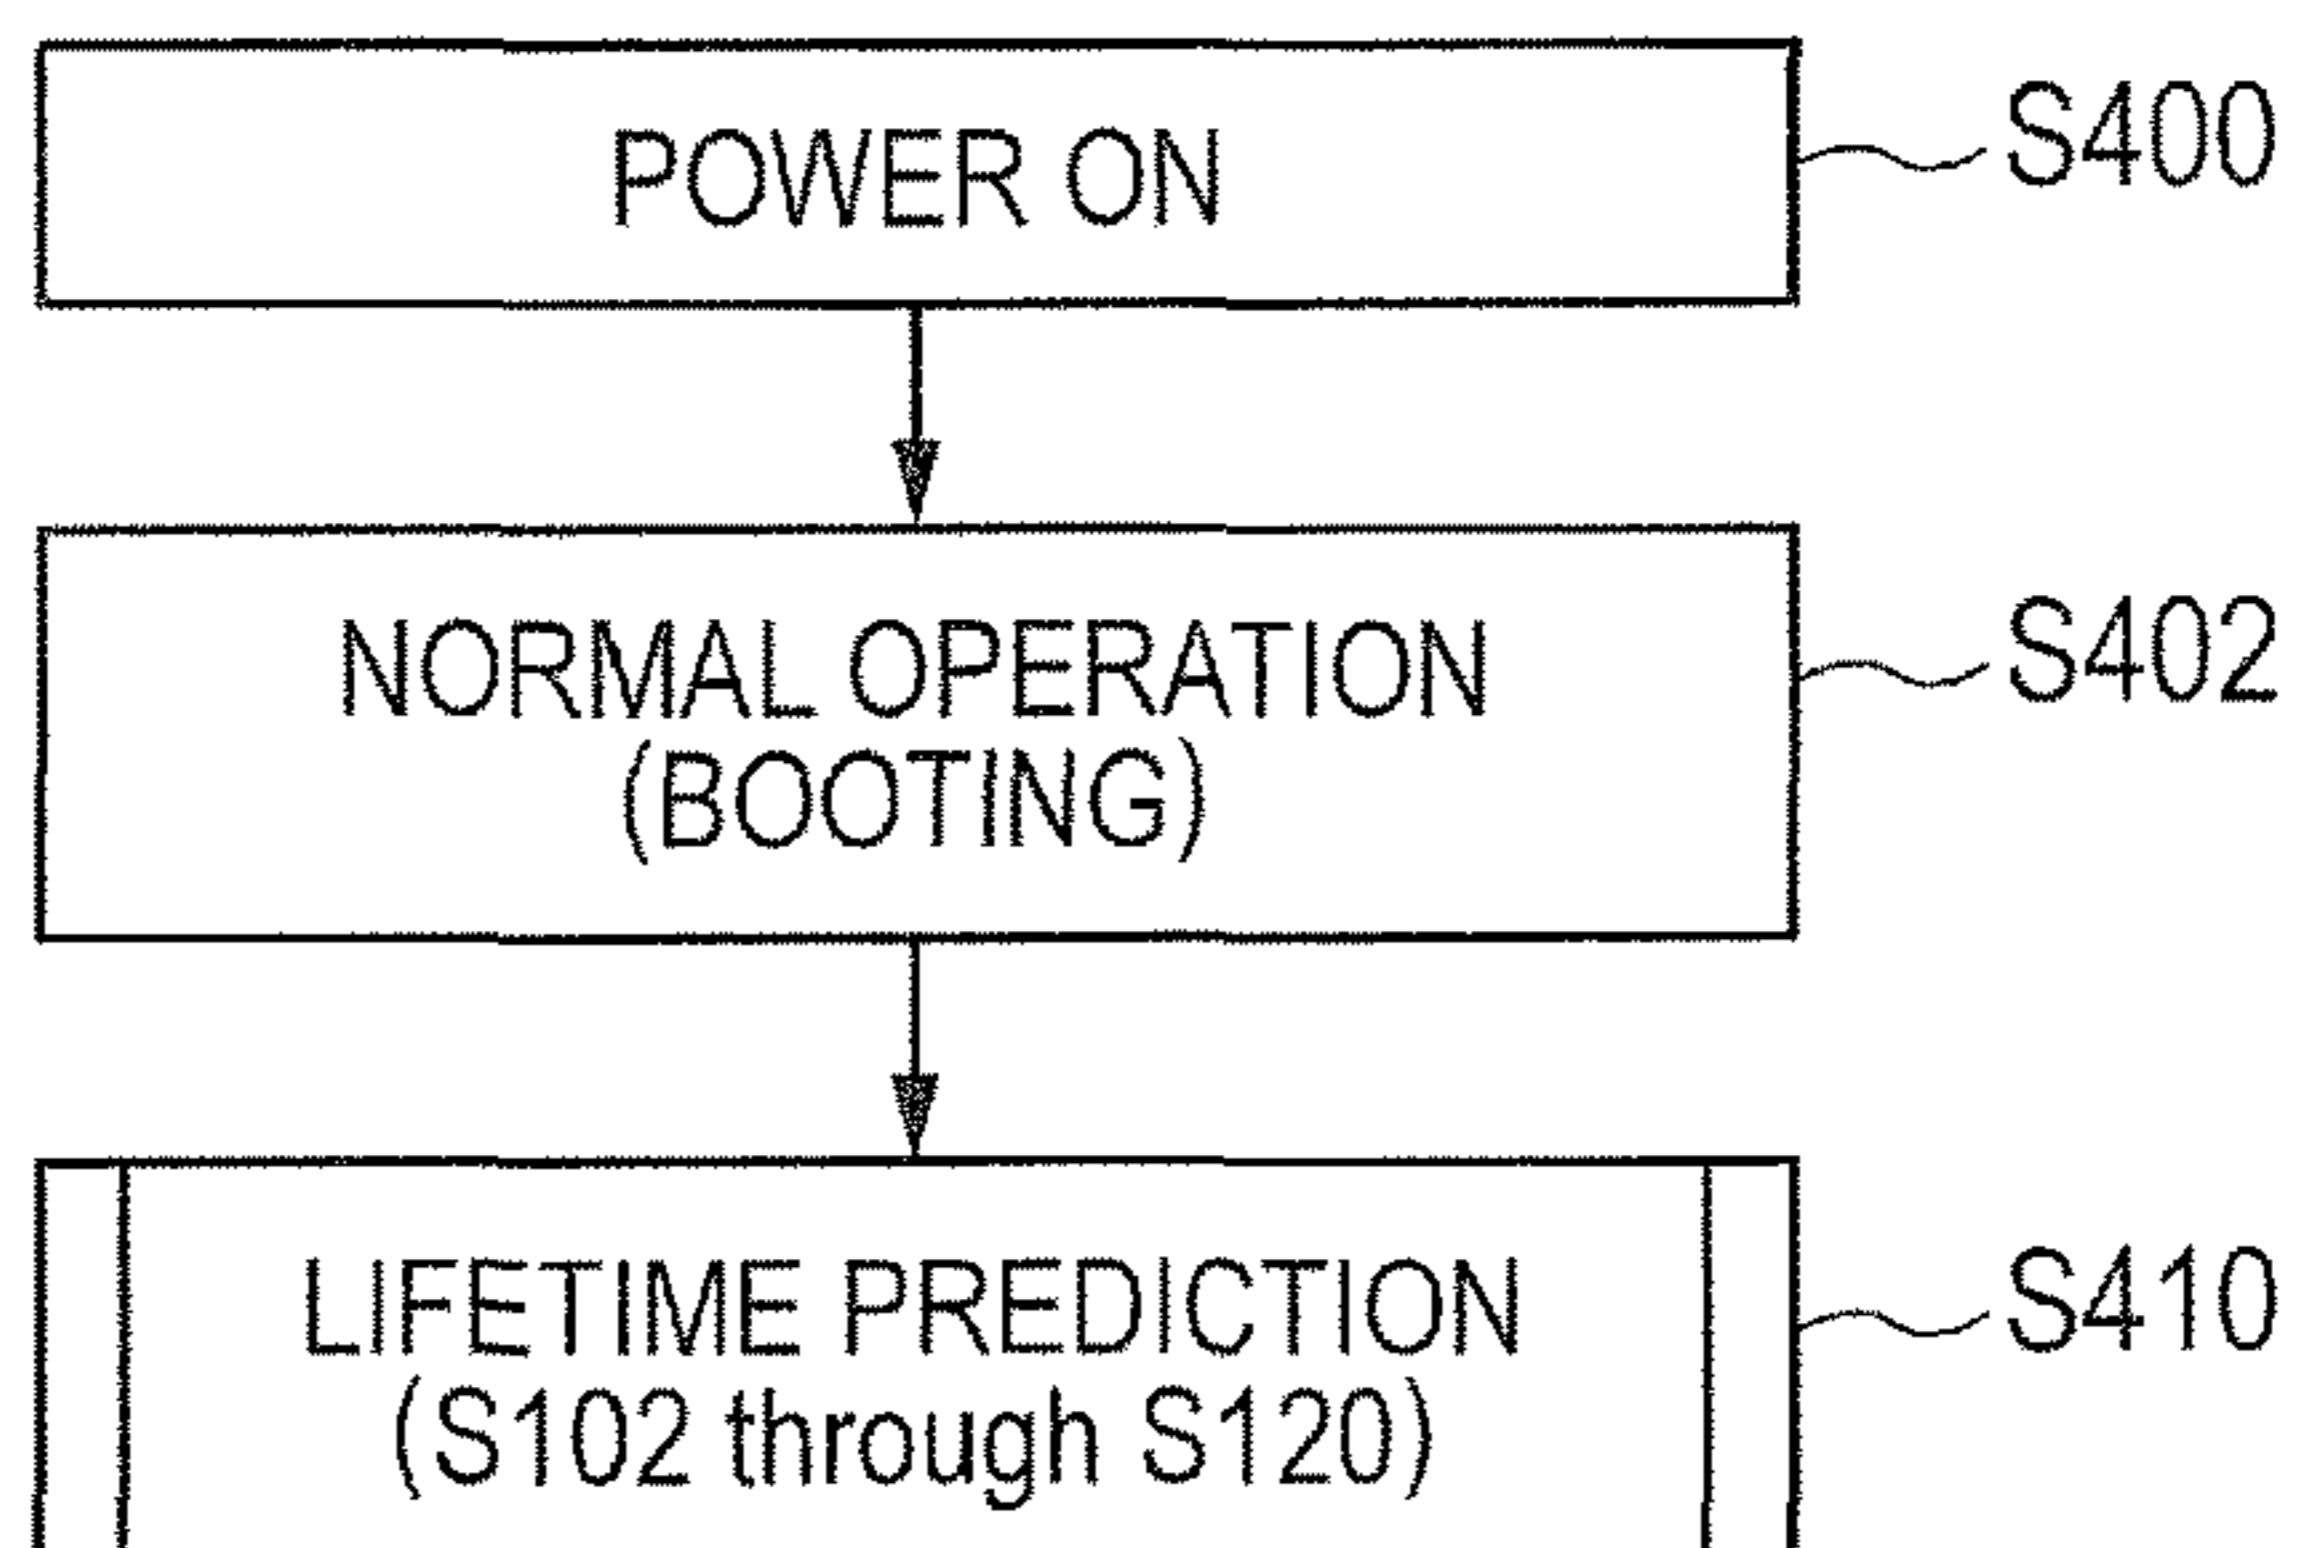 POWER ON
S400
NORMAL OPERATION
(BOOTING)
S402
LIFETIME PREDICTION
(S102 through S120)
S410